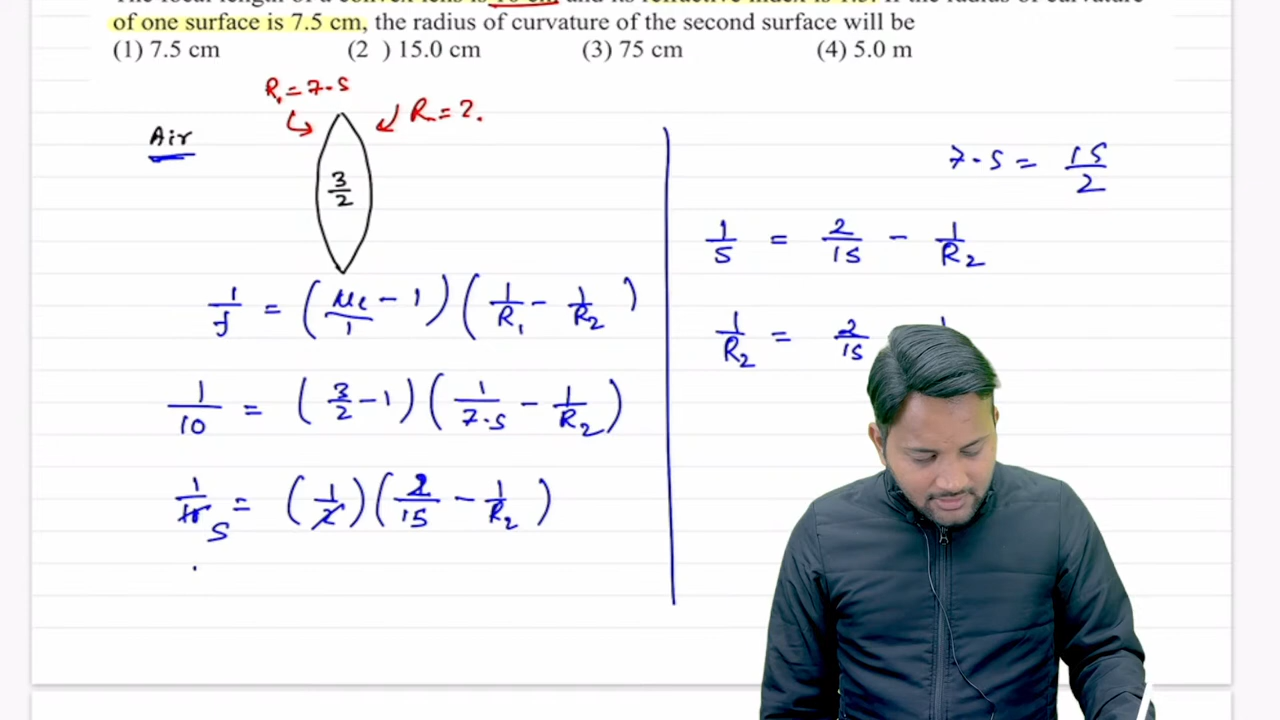 of one surface is 7.5 cm, the radius of curvature of the second surface will be
(1) 7.5 cm (2 ) 15.0 cm (3) 75 cm (4) 5.0 m
R₁ = 7.5
R = ?.
Air
3/2
1/f = (μL/1 - 1) (1/R₁ - 1/R₂)
1/10 = (3/2 - 1) (1/7.5 - 1/R₂)
1/10 5 = (1/2) (2/15 - 1/R₂)
7.5 = 15/2
1/5 = 2/15 - 1/R₂
1/R₂ = 2/15